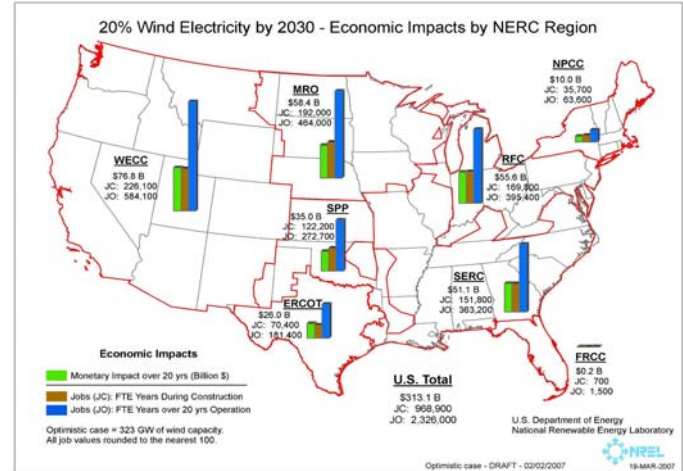 20% Wind Electricity by 2030 - Economic Impacts by NERC Region
NPCC
$10.0 B
JC: 35,700
JO: 63,600
MRO
$58.4 B
JC: 192,000
JO: 464,000
WECC
$76.8 B
JC: 226,100
JO: 584,100
RFC
$55.6 B
JC: 169,800
JO: 395,400
SPP
$35.0 B
JC: 122,200
JO: 272,700
SERC
$51.1 B
JC: 151,800
JO: 363,200
ERCOT
$26.0 B
JC: 70,400
JO: 181,400
FRCC
$0.2 B
JC: 700
JO: 1,500
Economic Impacts
Monetary Impact over 20 yrs (Billion $)
Jobs (JC): FTE Years During Construction
Jobs (JO): FTE Years over 20 yrs Operation
Optimistic case = 323 GW of wind capacity.
All job values rounded to the nearest 100.
U.S. Total
$313.1 B
JC: 968,900
JO: 2,326,000
U.S. Department of Energy
National Renewable Energy Laboratory
NREL
Optimistic case - DRAFT - 02/02/2007
19-MAR-2007